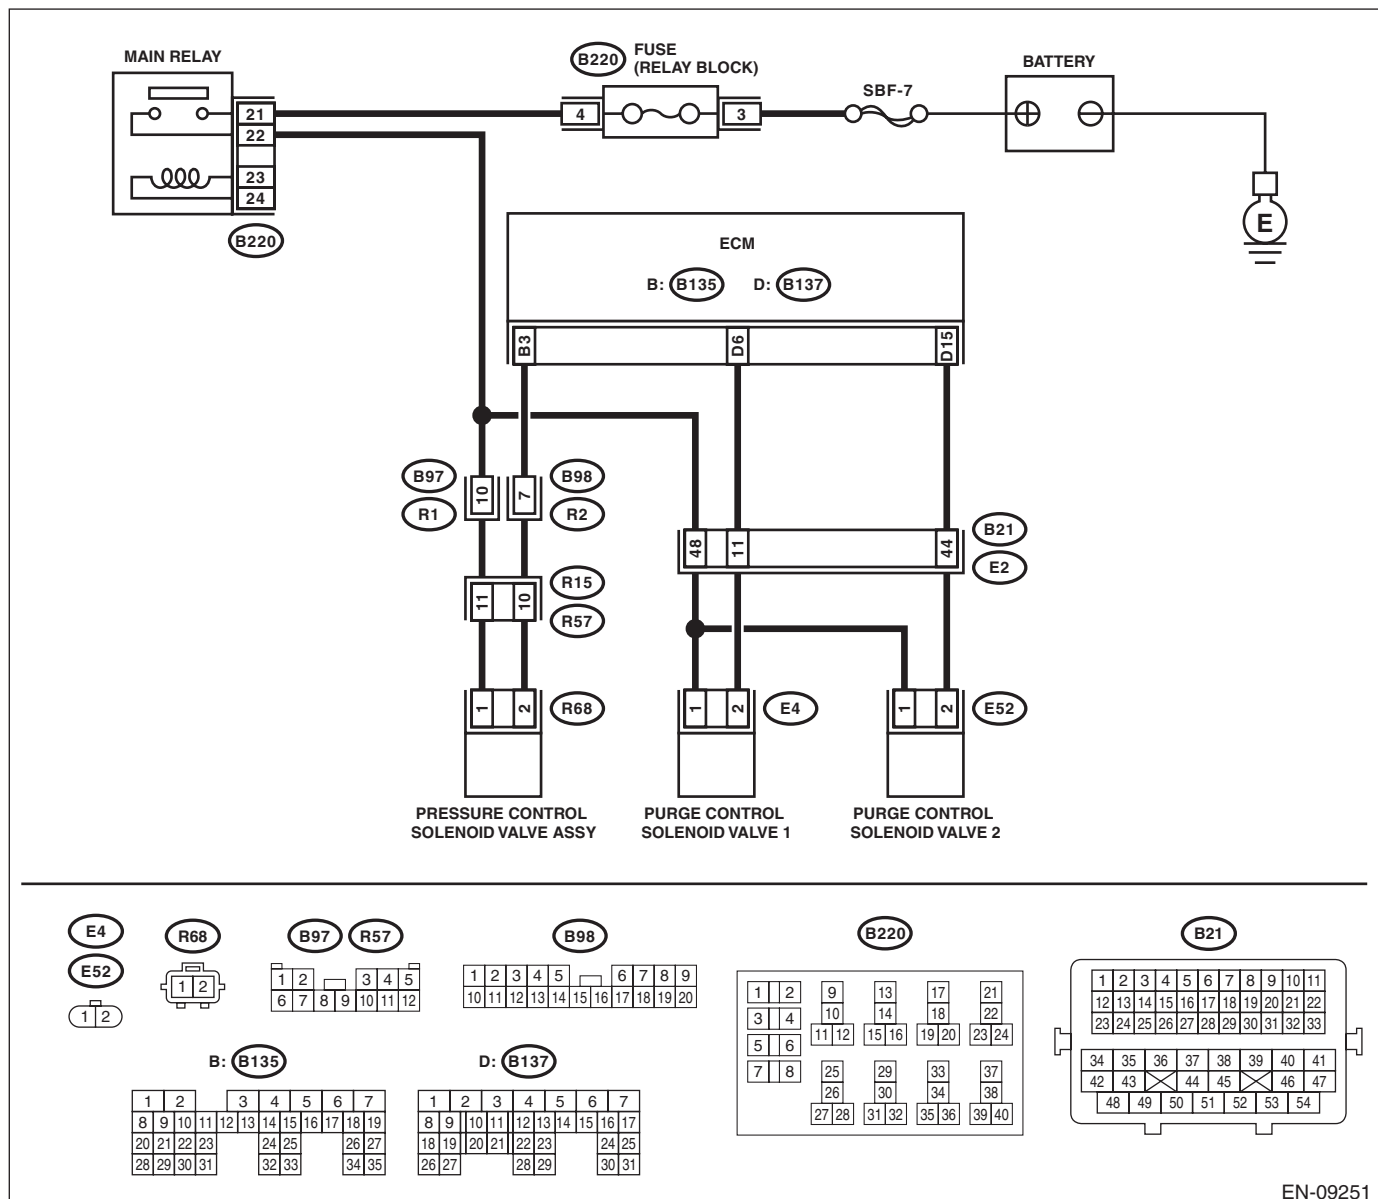 MAIN RELAY
B220
FUSE
(RELAY BLOCK)
SBF-7
BATTERY
21
22
23
24
4
3
B220
E
ECM
B: B135 D: B137
B3
D6
D15
B97
R1
10
7
B98
R2
48
11
44
B21
E2
11
10
R15
R57
1
2
R68
1
2
E4
1
2
E52
PRESSURE CONTROL
SOLENOID VALVE ASSY
PURGE CONTROL
SOLENOID VALVE 1
PURGE CONTROL
SOLENOID VALVE 2
E4
E52
1 2
R68
1 2
B97 R57
1 2 3 4 5
6 7 8 9 10 11 12
B98
1 2 3 4 5 6 7 8 9
10 11 12 13 14 15 16 17 18 19 20
B: B135
1 2 3 4 5 6 7
8 9 10 11 12 13 14 15 16 17 18 19
20 21 22 23 24 25 26 27
28 29 30 31 32 33 34 35
D: B137
1 2 3 4 5 6 7
8 9 10 11 12 13 14 15 16 17
18 19 20 21 22 23 24 25
26 27 28 29 30 31
B220
1 2 9 13 17 21
3 4 10 14 18 22
11 12 15 16 19 20 23 24
5 6
7 8 25 29 33 37
26 30 34 38
27 28 31 32 35 36 39 40
B21
1 2 3 4 5 6 7 8 9 10 11
12 13 14 15 16 17 18 19 20 21 22
23 24 25 26 27 28 29 30 31 32 33
34 35 36 37 38 39 40 41
42 43 44 45 46 47
48 49 50 51 52 53 54
EN-09251